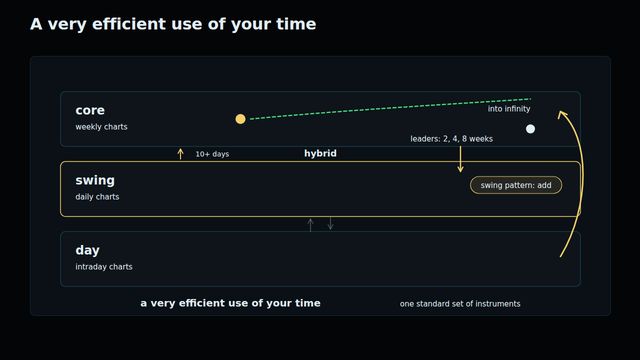 A very efficient use of your time
core
weekly charts
into infinity
leaders: 2, 4, 8 weeks
10+ days
hybrid
swing
daily charts
swing pattern: add
day
intraday charts
a very efficient use of your time
one standard set of instruments